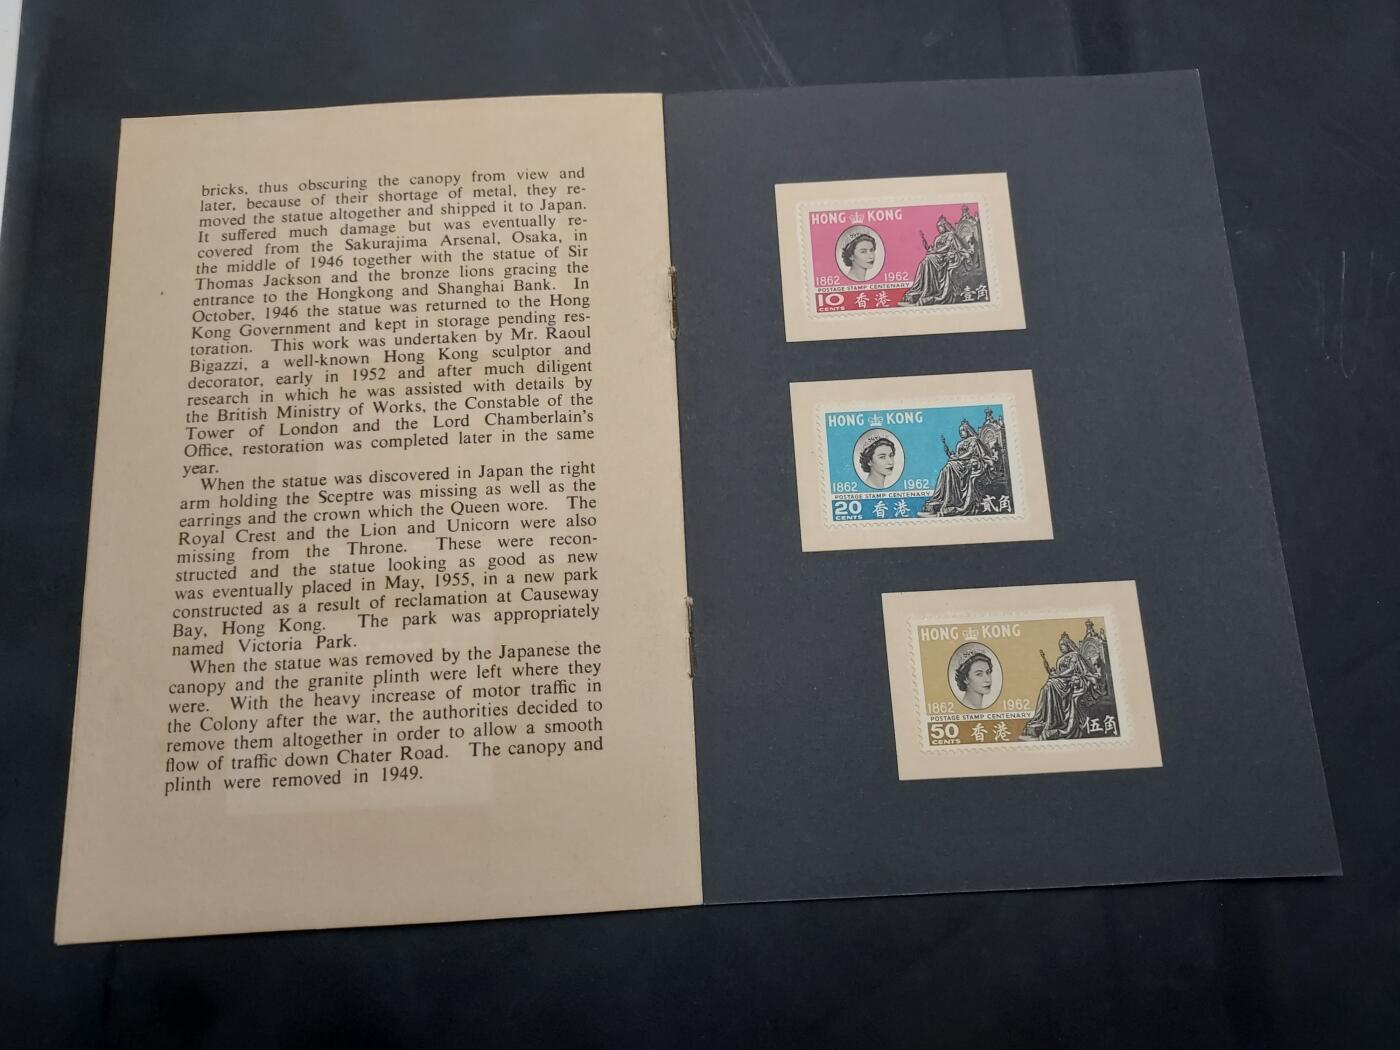 bricks, thus obscuring the canopy from view and
later, because of their shortage of metal, they re-
moved the statue altogether and shipped it to Japan.
It suffered much damage but was eventually re-
covered from the Sakurajima Arsenal, Osaka, in
the middle of 1946 together with the statue of Sir
Thomas Jackson and the bronze lions gracing the
entrance to the Hongkong and Shanghai Bank. In
October, 1946 the statue was returned to the Hong
Kong Government and kept in storage pending res-
toration. This work was undertaken by Mr. Raoul
Bigazzi, a well-known Hong Kong sculptor and
decorator, early in 1952 and after much diligent
research in which he was assisted with details by
the British Ministry of Works, the Constable of the
Tower of London and the Lord Chamberlain's
Office, restoration was completed later in the same
year.
When the statue was discovered in Japan the right
arm holding the Sceptre was missing as well as the
earrings and the crown which the Queen wore. The
Royal Crest and the Lion and Unicorn were also
missing from the Throne. These were recon-
structed and the statue looking as good as new
was eventually placed in May, 1955, in a new park
constructed as a result of reclamation at Causeway
Bay, Hong Kong. The park was appropriately
named Victoria Park.
When the statue was removed by the Japanese the
canopy and the granite plinth were left where they
were. With the heavy increase of motor traffic in
the Colony after the war, the authorities decided to
remove them altogether in order to allow a smooth
flow of traffic down Chater Road. The canopy and
plinth were removed in 1949.
HONG KONG
1862 1962
POSTAGE STAMP CENTENARY
10 CENTS 香港 壹角
HONG KONG
1862 1962
POSTAGE STAMP CENTENARY
20 CENTS 香港 貳角
HONG KONG
1862 1962
POSTAGE STAMP CENTENARY
50 CENTS 香港 伍角